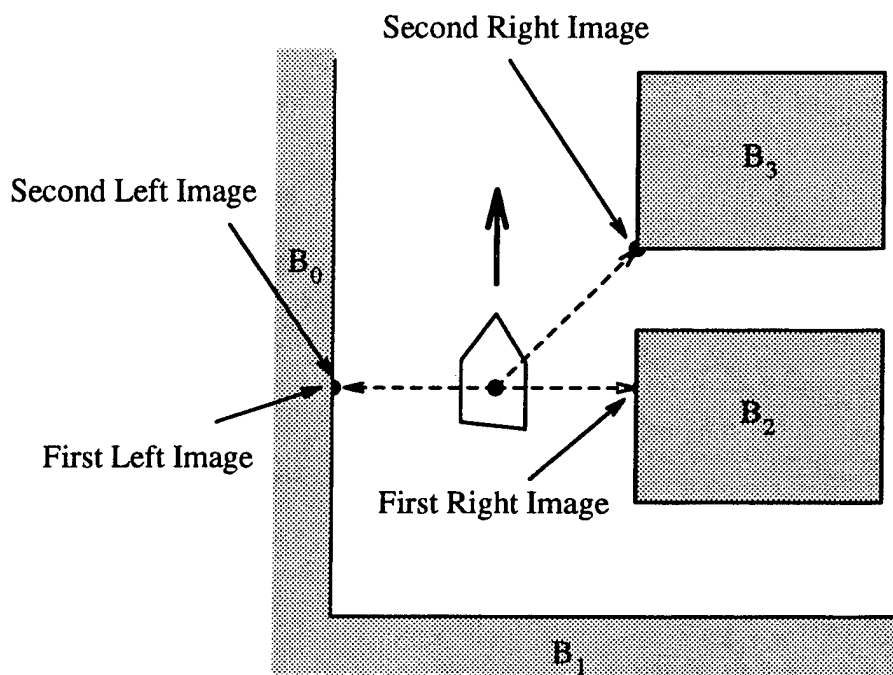 Second Right Image
B3
Second Left Image
B0
B2
First Left Image
First Right Image
B1